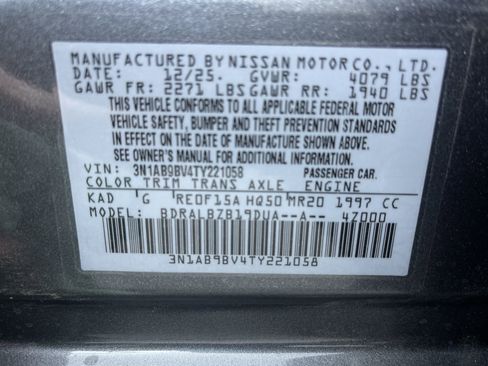 MANUFACTURED BY NISSAN MOTOR CO., LTD.
DATE: 12/25. GVWR: 4079 LBS
GAWR FR: 2271 LBS GAWR RR: 1940 LBS
THIS VEHICLE CONFORMS TO ALL APPLICABLE FEDERAL MOTOR
VEHICLE SAFETY, BUMPER AND THEFT PREVENTION STANDARDS
IN EFFECT ON THE DATE OF MANUFACTURE SHOWN ABOVE.
SEE OWNER'S MANUAL FOR ADDITIONAL INFORMATION.
VIN: 3N1AB9BV4TY221058 PASSENGER CAR.
COLOR TRIM TRANS AXLE ENGINE
KAD G RE0F15A HQ50 MR20 1997 CC
MODEL: BDRALBZB19DUA--A-- 47000
3N1AB9BV4TY221058